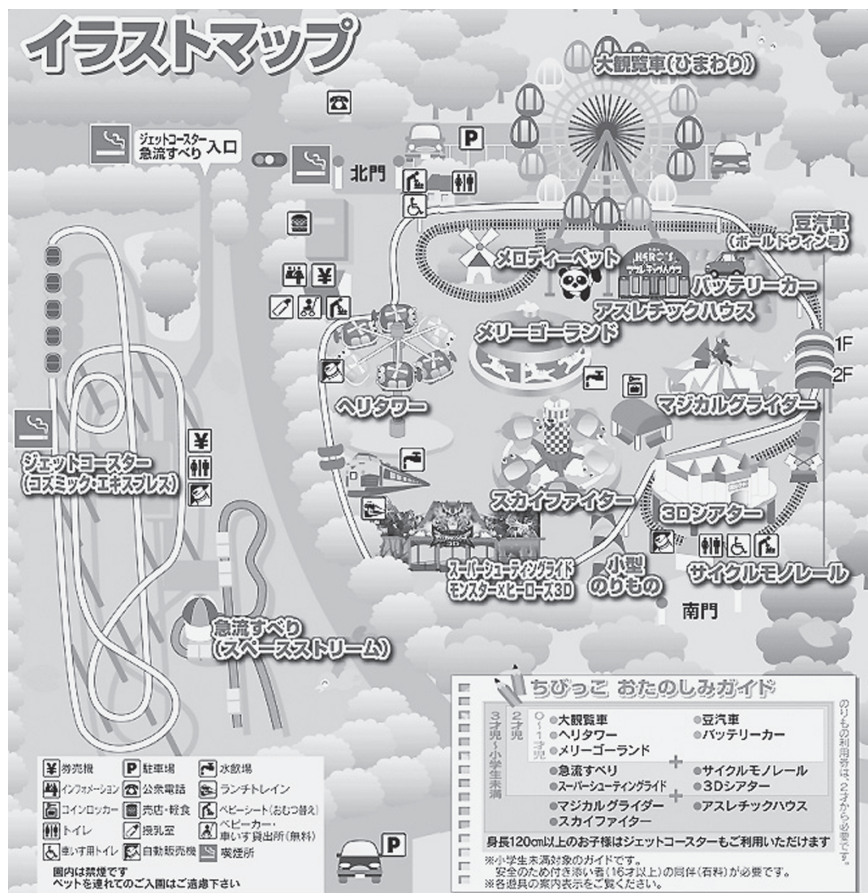 イラストマップ
大観覧車(ひまわり)
ジェットコースター
急流すべり 入口
P
北門
豆汽車
(ボールドウィン号)
メロディーペット
HERO'S
バッテリーカー
アスレチックハウス
メリーゴーランド
1F
2F
ヘリタワー
マジカルグライダー
ジェットコースター
(コズミック・エキスプレス)
スカイファイター
3Dシアター
スーパーシューティングライド
モンスター×ヒーローズ3D
小型
のりもの
サイクルモノレール
南門
急流すべり
(スペースストリーム)
¥
¥
P
ちびっこ おたのしみガイド
3才児〜小学生未満
2才児
0〜1才児
●大観覧車
●豆汽車
●ヘリタワー
●バッテリーカー
●メリーゴーランド
+
●急流すべり
●サイクルモノレール
●スーパーシューティングライド
●3Dシアター
+
●マジカルグライダー
●アスレチックハウス
●スカイファイター
身長120cm以上のお子様はジェットコースターもご利用いただけます
※小学生未満対象のガイドです。
安全のため付き添い者(16才以上)の同伴(有料)が必要です。
※各遊具の案内表示をご覧ください。
のりもの利用券は、2才から必要です。
¥ 券売機
P 駐車場
水飲場
インフォメーション
公衆電話
ランチトレイン
コインロッカー
売店・軽食
ベビーシート(おむつ替え)
トイレ
授乳室
ベビーカー・
車いす貸出所(無料)
車いす用トイレ
自動販売機
喫煙所
園内は禁煙です
ペットを連れてのご入園はご遠慮下さい